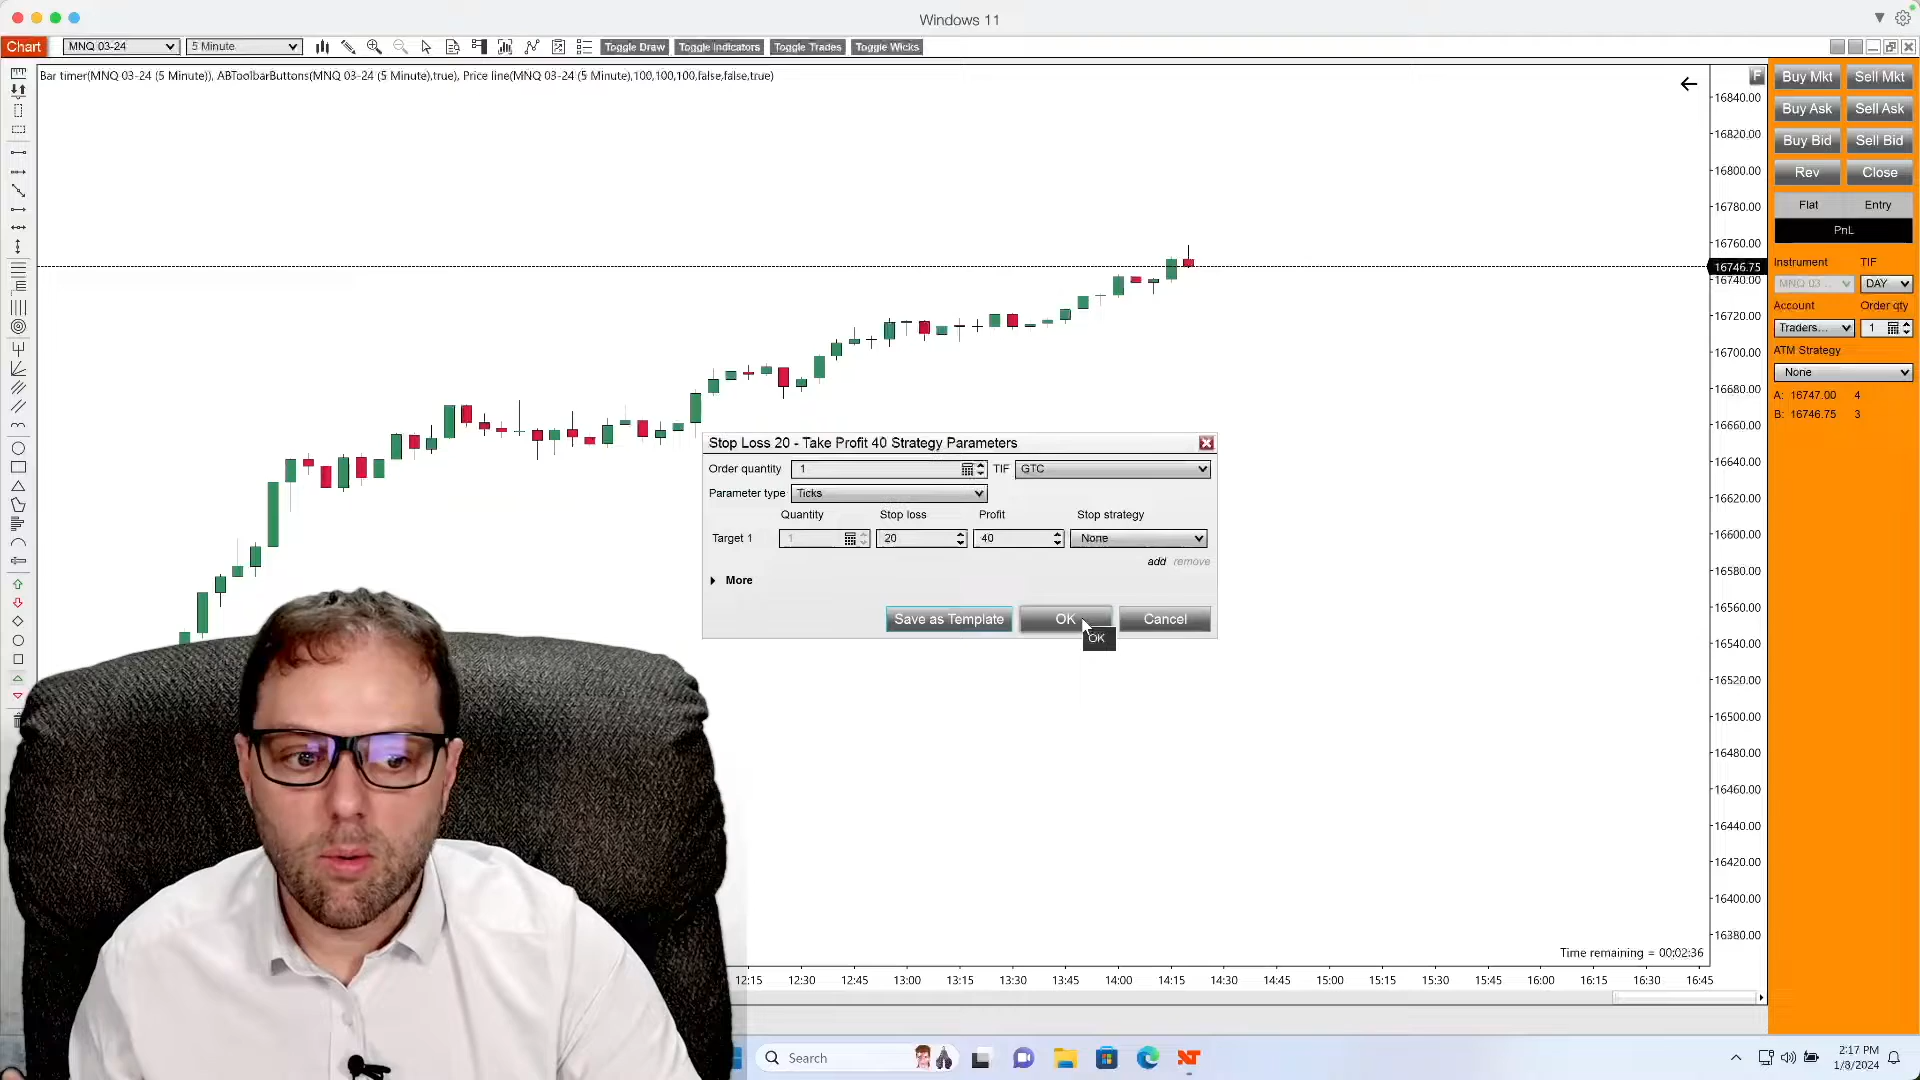 Windows 11
Chart MNQ 03-24 5 Minute Toggle Draw Toggle Indicators Toggle Trades Toggle Wicks
Bar timer(MNQ 03-24 (5 Minute)), ABToolbarButtons(MNQ 03-24 (5 Minute),true), Price line(MNQ 03-24 (5 Minute),100,100,100,false,false,true)
F
16840.00
16820.00
16800.00
16780.00
16760.00
16746.75
16740.00
16720.00
16700.00
16680.00
16660.00
16640.00
16620.00
16600.00
16580.00
16560.00
16540.00
16520.00
16500.00
16480.00
16460.00
16440.00
16420.00
16400.00
16380.00
Buy Mkt Sell Mkt
Buy Ask Sell Ask
Buy Bid Sell Bid
Rev Close
Flat Entry
PnL
Instrument TIF
MNQ 03... DAY
Account Order qty
Traders... 1
ATM Strategy
None
A: 16747.00 4
B: 16746.75 3
Stop Loss 20 - Take Profit 40 Strategy Parameters
Order quantity 1 TIF GTC
Parameter type Ticks
Quantity Stop loss Profit Stop strategy
Target 1 1 20 40 None
add remove
More
Save as Template OK Cancel
OK
Time remaining = 00:02:36
12:15 12:30 12:45 13:00 13:15 13:30 13:45 14:00 14:15 14:30 14:45 15:00 15:15 15:30 15:45 16:00 16:15 16:30 16:45
Search
2:17 PM
1/8/2024